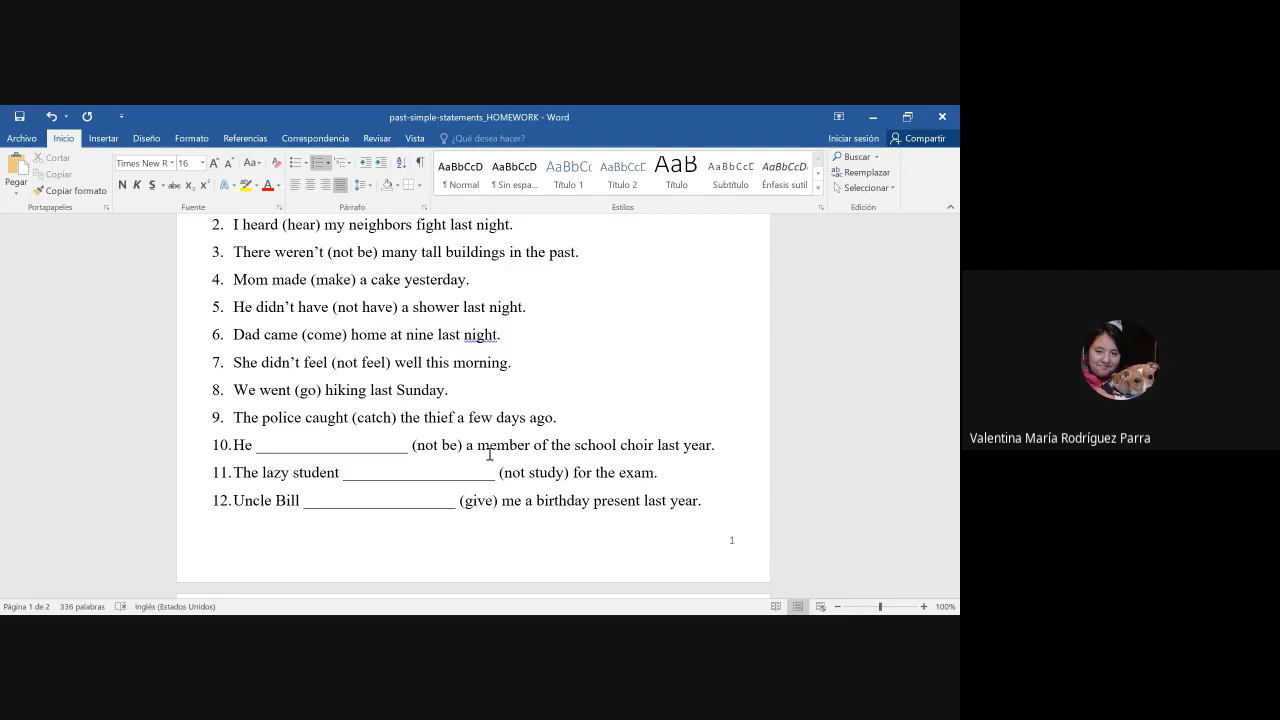 past-simple-statements_HOMEWORK - Word
Archivo Inicio Insertar Diseño Formato Referencias Correspondencia Revisar Vista ¿Qué desea hacer? Iniciar sesión Compartir
Pegar
Cortar
Copiar
Copiar formato
Portapapeles
Times New R 16
N K S abc x₂ x²
Fuente
Párrafo
AaBbCcD AaBbCcD AaBbCc AaBbCcC AaB AaBbCcC AaBbCcD
¶ Normal ¶ Sin espa... Título 1 Título 2 Título Subtítulo Énfasis sutil
Estilos
Buscar
Reemplazar
Seleccionar
Edición
2. I heard (hear) my neighbors fight last night.
3. There weren’t (not be) many tall buildings in the past.
4. Mom made (make) a cake yesterday.
5. He didn’t have (not have) a shower last night.
6. Dad came (come) home at nine last night.
7. She didn’t feel (not feel) well this morning.
8. We went (go) hiking last Sunday.
9. The police caught (catch) the thief a few days ago.
10. He ___________________ (not be) a member of the school choir last year.
11. The lazy student ___________________ (not study) for the exam.
12. Uncle Bill ___________________ (give) me a birthday present last year.
1
Página 1 de 2 336 palabras Inglés (Estados Unidos) 100%
Valentina María Rodríguez Parra